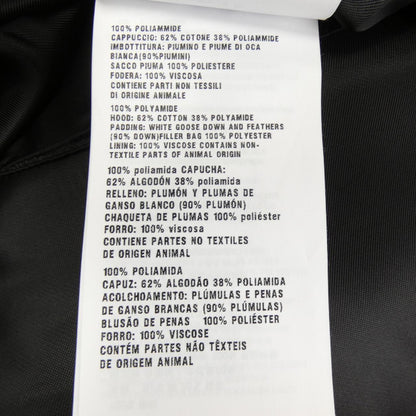 100% POLIAMMIDE
CAPPUCCIO: 62% COTONE 38% POLIAMMIDE
IMBOTTITURA: PIUMINO E PIUME DI OCA
BIANCA(90%PIUMINI)
SACCO PIUMA 100% POLIESTERE
FODERA: 100% VISCOSA
CONTIENE PARTI NON TESSILI
DI ORIGINE ANIMALE
100% POLYAMIDE
HOOD: 62% COTTON 38% POLYAMIDE
PADDING: WHITE GOOSE DOWN AND FEATHERS
(90% DOWN)FILLER BAG 100% POLYESTER
LINING: 100% VISCOSE CONTAINS NON-
TEXTILE PARTS OF ANIMAL ORIGIN
100% poliamida CAPUCHA:
62% ALGODÓN 38% poliamida
RELLENO: PLUMÓN Y PLUMAS DE
GANSO BLANCO (90% PLUMÓN)
CHAQUETA DE PLUMAS 100% poliéster
FORRO: 100% viscosa
CONTIENE PARTES NO TEXTILES
DE ORIGEN ANIMAL
100% POLIAMIDA
CAPUZ: 62% ALGODÃO 38% POLIAMIDA
ACOLCHOAMENTO: PLÚMULAS E PENAS
DE GANSO BRANCAS (90% PLÚMULAS)
BLUSÃO DE PENAS 100% POLIÉSTER
FORRO: 100% VISCOSE
CONTÉM PARTES NÃO TÊXTEIS
DE ORIGEM ANIMAL